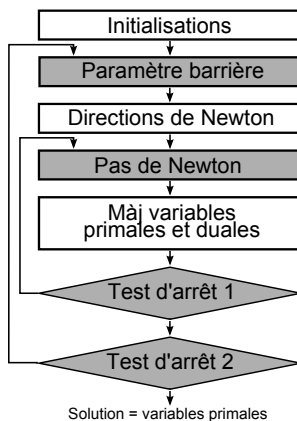 Initialisations
Paramètre barrière
Directions de Newton
Pas de Newton
Màj variables
primales et duales
Test d'arrêt 1
Test d'arrêt 2
Solution = variables primales